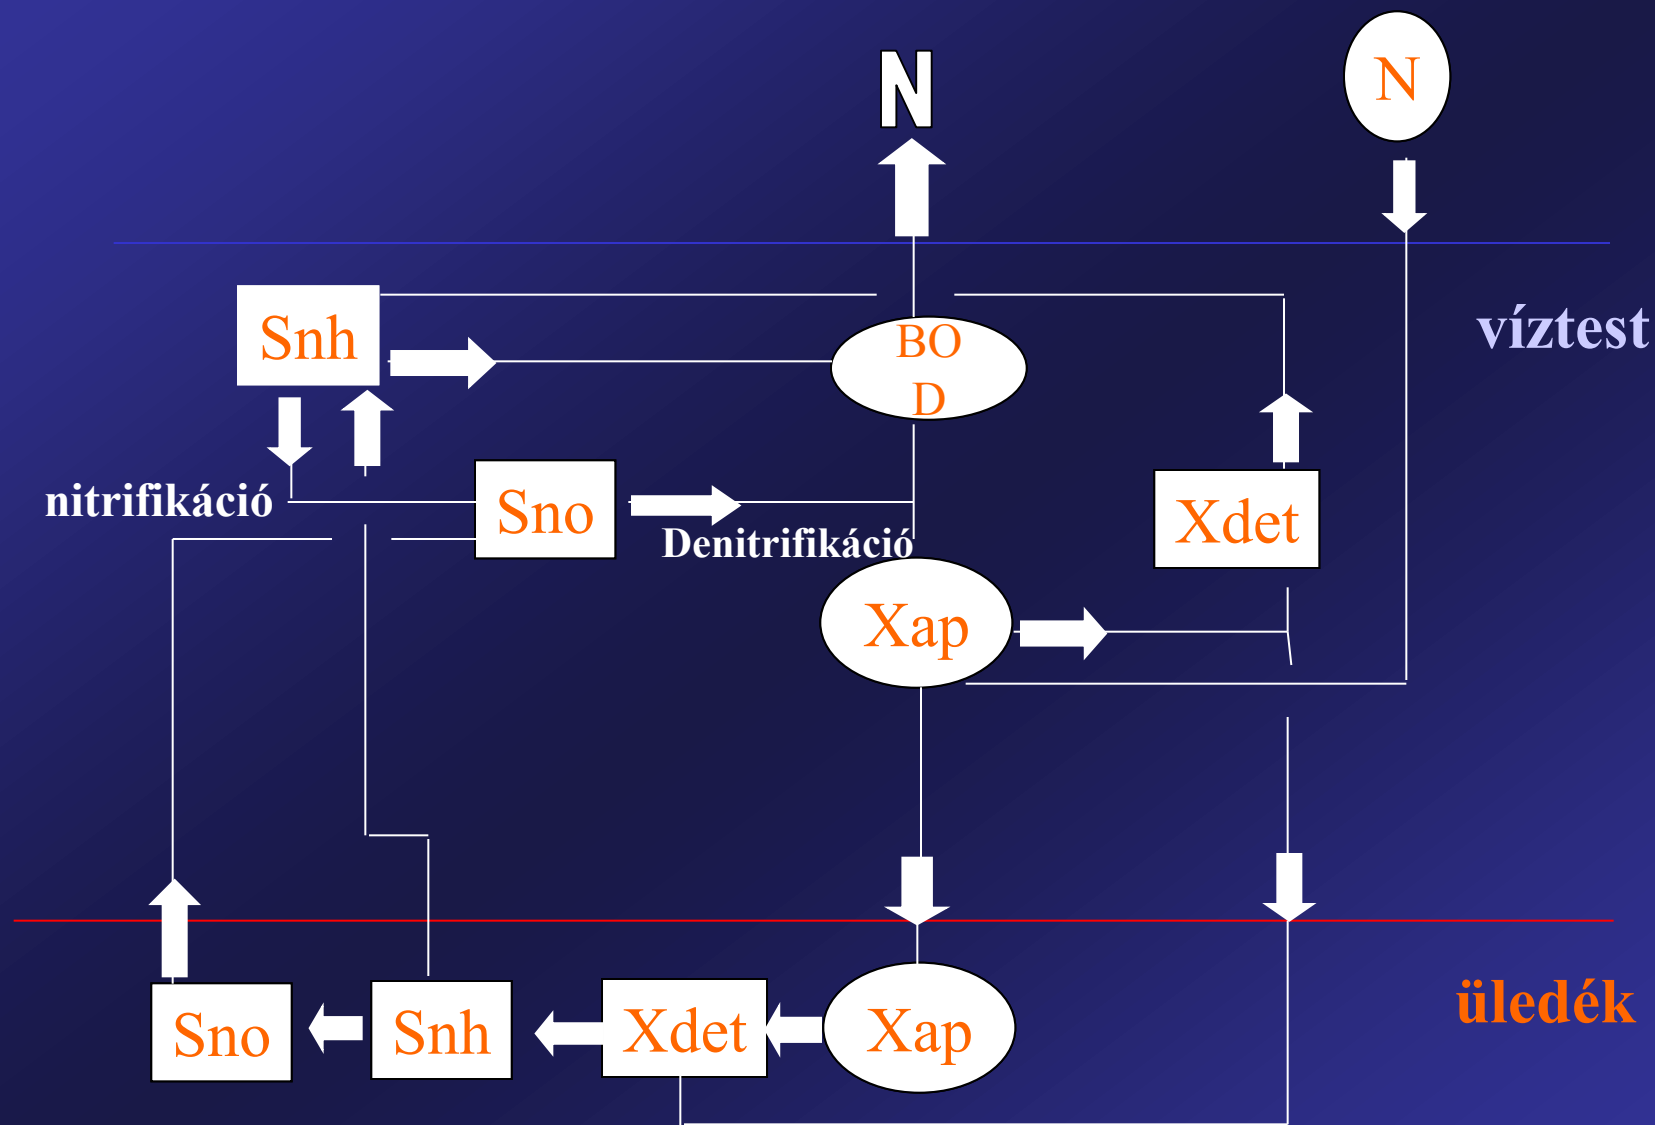 N
N
Snh
BO
D
víztest
nitrifikáció
Sno
Denitrifikáció
Xdet
Xap
üledék
Sno
Snh
Xdet
Xap